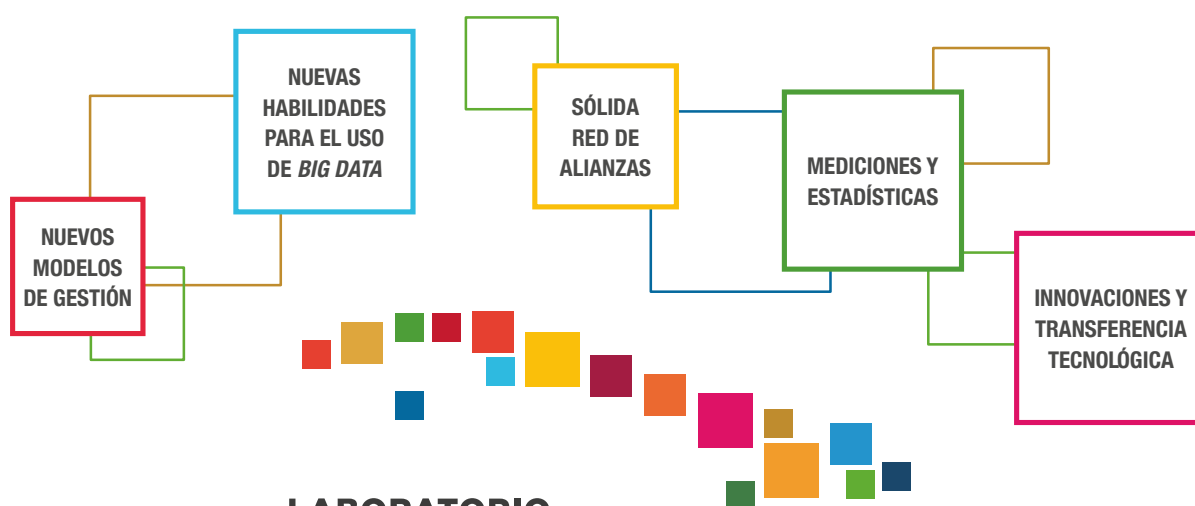 NUEVAS
HABILIDADES
PARA EL USO
DE BIG DATA
SÓLIDA
RED DE
ALIANZAS
MEDICIONES Y
ESTADÍSTICAS
NUEVOS
MODELOS
DE GESTIÓN
INNOVACIONES Y
TRANSFERENCIA
TECNOLÓGICA
LABORATORIO